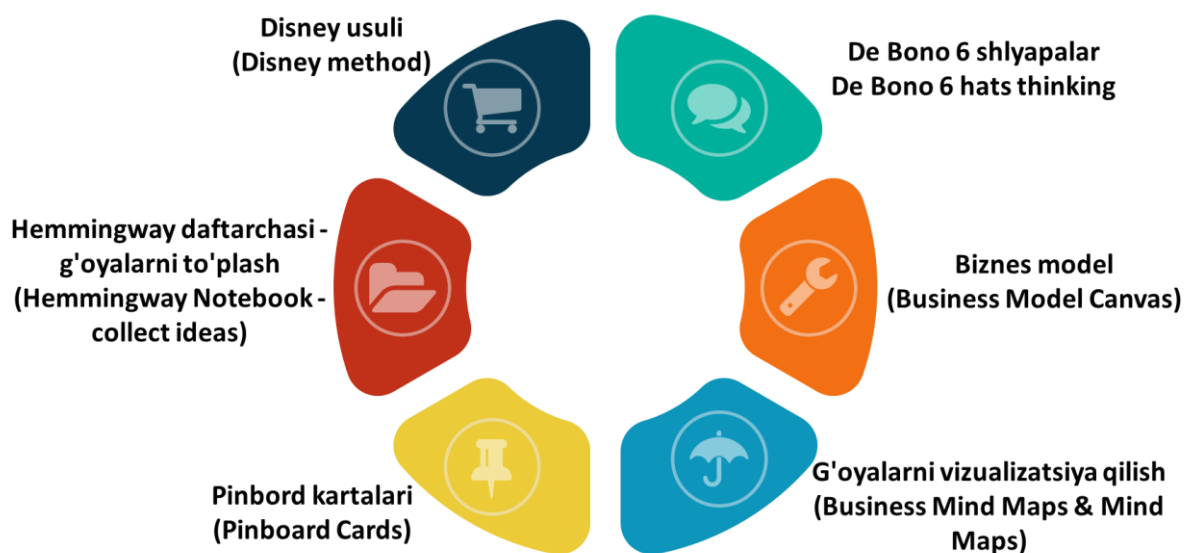 Disney usuli
(Disney method)
De Bono 6 shlyapalar
De Bono 6 hats thinking
Hemmingway daftarchasi -
g'oyalarni to'plash
(Hemmingway Notebook -
collect ideas)
Biznes model
(Business Model Canvas)
Pinbord kartalari
(Pinboard Cards)
G'oyalarni vizualizatsiya qilish
(Business Mind Maps & Mind
Maps)